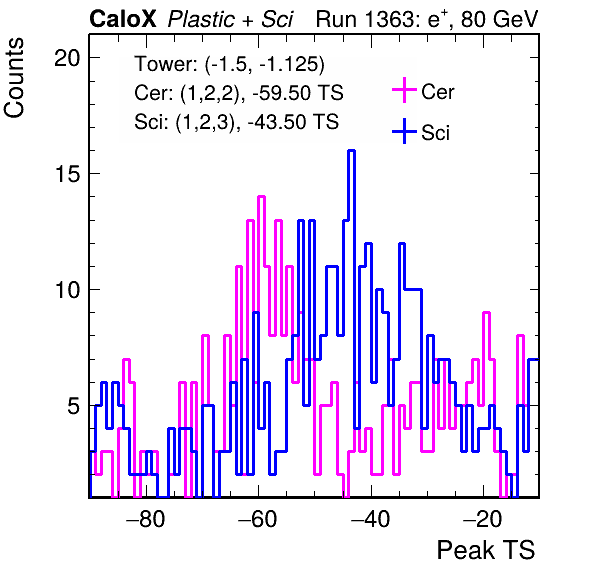 CaloX Plastic + Sci Run 1363: e⁺, 80 GeV
Tower: (-1.5, -1.125)
Cer: (1,2,2), -59.50 TS
Sci: (1,2,3), -43.50 TS
Cer
Sci
Counts
20
15
10
5
−80 −60 −40 −20
Peak TS